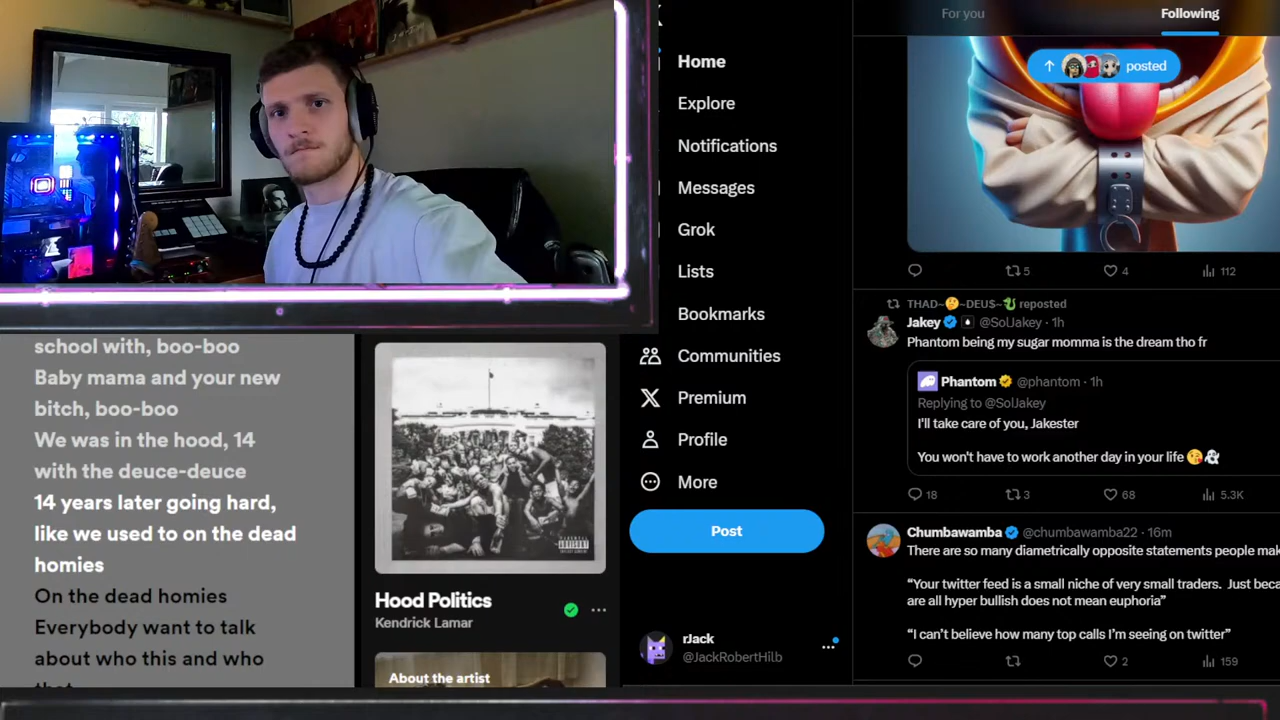 school with, boo-boo
Baby mama and your new
bitch, boo-boo
We was in the hood, 14
with the deuce-deuce
14 years later going hard,
like we used to on the dead
homies
On the dead homies
Everybody want to talk
about who this and who
Hood Politics
Kendrick Lamar
About the artist
Home
Explore
Notifications
Messages
Grok
Lists
Bookmarks
Communities
Premium
Profile
More
Post
rJack
@JackRobertHilb
For you
Following
posted
5
4
112
THAD~🤔~DEU$~🐉 reposted
Jakey @SolJakey · 1h
Phantom being my sugar momma is the dream tho fr
Phantom @phantom · 1h
Replying to @SolJakey
I'll take care of you, Jakester
You won't have to work another day in your life 😘👻
18
3
68
5.3K
Chumbawamba @chumbawamba22 · 16m
There are so many diametrically opposite statements people
“Your twitter feed is a small niche of very small traders. Just
are all hyper bullish does not mean euphoria”
“I can’t believe how many top calls I’m seeing on twitter”
2
159